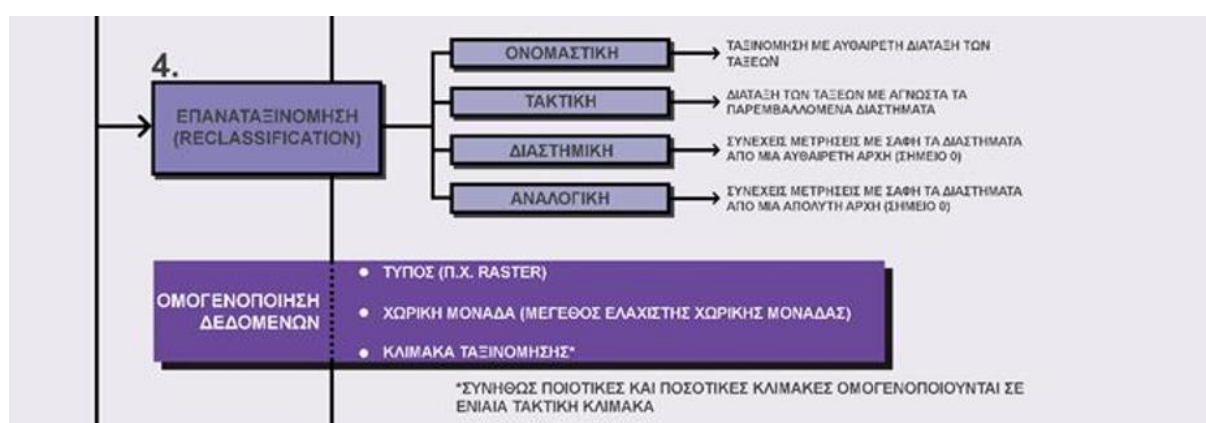 4.
ΕΠΑΝΑΤΑΞΙΝΟΜΗΣΗ
(RECLASSIFICATION)
ΟΝΟΜΑΣΤΙΚΗ
ΤΑΞΙΝΟΜΗΣΗ ΜΕ ΑΥΘΑΙΡΕΤΗ ΔΙΑΤΑΞΗ ΤΩΝ
ΤΑΞΕΩΝ
ΤΑΚΤΙΚΗ
ΔΙΑΤΑΞΗ ΤΩΝ ΤΑΞΕΩΝ ΜΕ ΑΓΝΩΣΤΑ ΤΑ
ΠΑΡΕΜΒΑΛΛΟΜΕΝΑ ΔΙΑΣΤΗΜΑΤΑ
ΔΙΑΣΤΗΜΙΚΗ
ΣΥΝΕΧΕΙΣ ΜΕΤΡΗΣΕΙΣ ΜΕ ΣΑΦΗ ΤΑ ΔΙΑΣΤΗΜΑΤΑ
ΑΠΟ ΜΙΑ ΑΥΘΑΙΡΕΤΗ ΑΡΧΗ (ΣΗΜΕΙΟ 0)
ΑΝΑΛΟΓΙΚΗ
ΣΥΝΕΧΕΙΣ ΜΕΤΡΗΣΕΙΣ ΜΕ ΣΑΦΗ ΤΑ ΔΙΑΣΤΗΜΑΤΑ
ΑΠΟ ΜΙΑ ΑΠΟΛΥΤΗ ΑΡΧΗ (ΣΗΜΕΙΟ 0)
ΟΜΟΓΕΝΟΠΟΙΗΣΗ
ΔΕΔΟΜΕΝΩΝ
● ΤΥΠΟΣ (Π.Χ. RASTER)
● ΧΩΡΙΚΗ ΜΟΝΑΔΑ (ΜΕΓΕΘΟΣ ΕΛΑΧΙΣΤΗΣ ΧΩΡΙΚΗΣ ΜΟΝΑΔΑΣ)
● ΚΛΙΜΑΚΑ ΤΑΞΙΝΟΜΗΣΗΣ*
*ΣΥΝΗΘΩΣ ΠΟΙΟΤΙΚΕΣ ΚΑΙ ΠΟΣΟΤΙΚΕΣ ΚΛΙΜΑΚΕΣ ΟΜΟΓΕΝΟΠΟΙΟΥΝΤΑΙ ΣΕ
ΕΝΙΑΙΑ ΤΑΚΤΙΚΗ ΚΛΙΜΑΚΑ